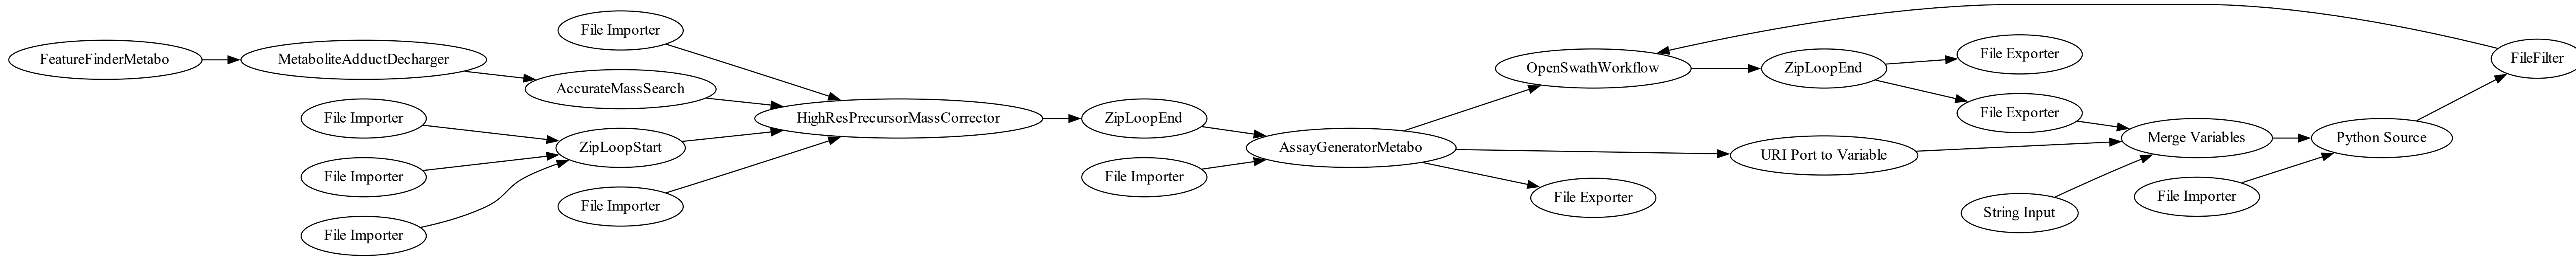 FeatureFinderMetabo
MetaboliteAdductDecharger
File Importer
File Importer
File Importer
File Importer
AccurateMassSearch
ZipLoopStart
File Importer
HighResPrecursorMassCorrector
ZipLoopEnd
File Importer
AssayGeneratorMetabo
OpenSwathWorkflow
File Exporter
ZipLoopEnd
URI Port to Variable
File Exporter
File Exporter
String Input
Merge Variables
File Importer
Python Source
FileFilter